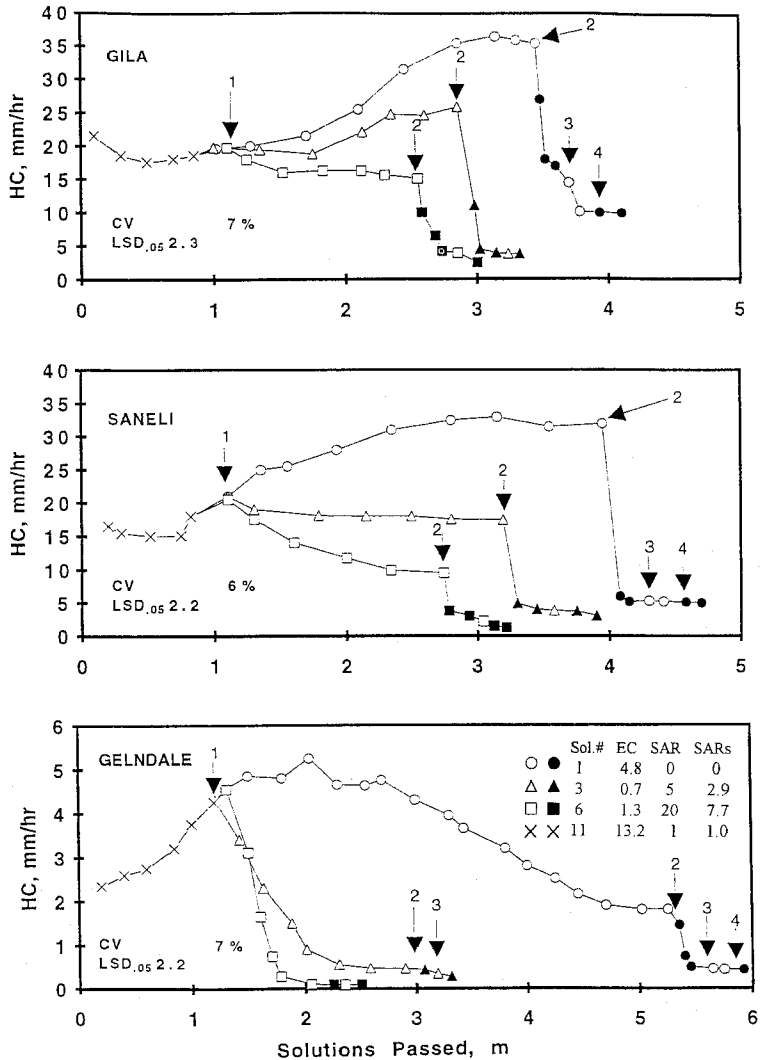 40
35
30
25
20
15
10
5
0
HC, mm/hr
GILA
1
2
2
2
3
4
CV 7 %
LSD.05 2.3
0 1 2 3 4 5
40
35
30
25
20
15
10
5
0
HC, mm/hr
SANELI
1
2
2
2
3 4
CV 6 %
LSD.05 2.2
0 1 2 3 4 5
6
5
4
3
2
1
0
HC, mm/hr
GELNDALE
1
Sol.# EC SAR SARs
1 4.8 0 0
3 0.7 5 2.9
6 1.3 20 7.7
11 13.2 1 1.0
2 3
2
3 4
CV 7 %
LSD.05 2.2
0 1 2 3 4 5 6
Solutions Passed, m